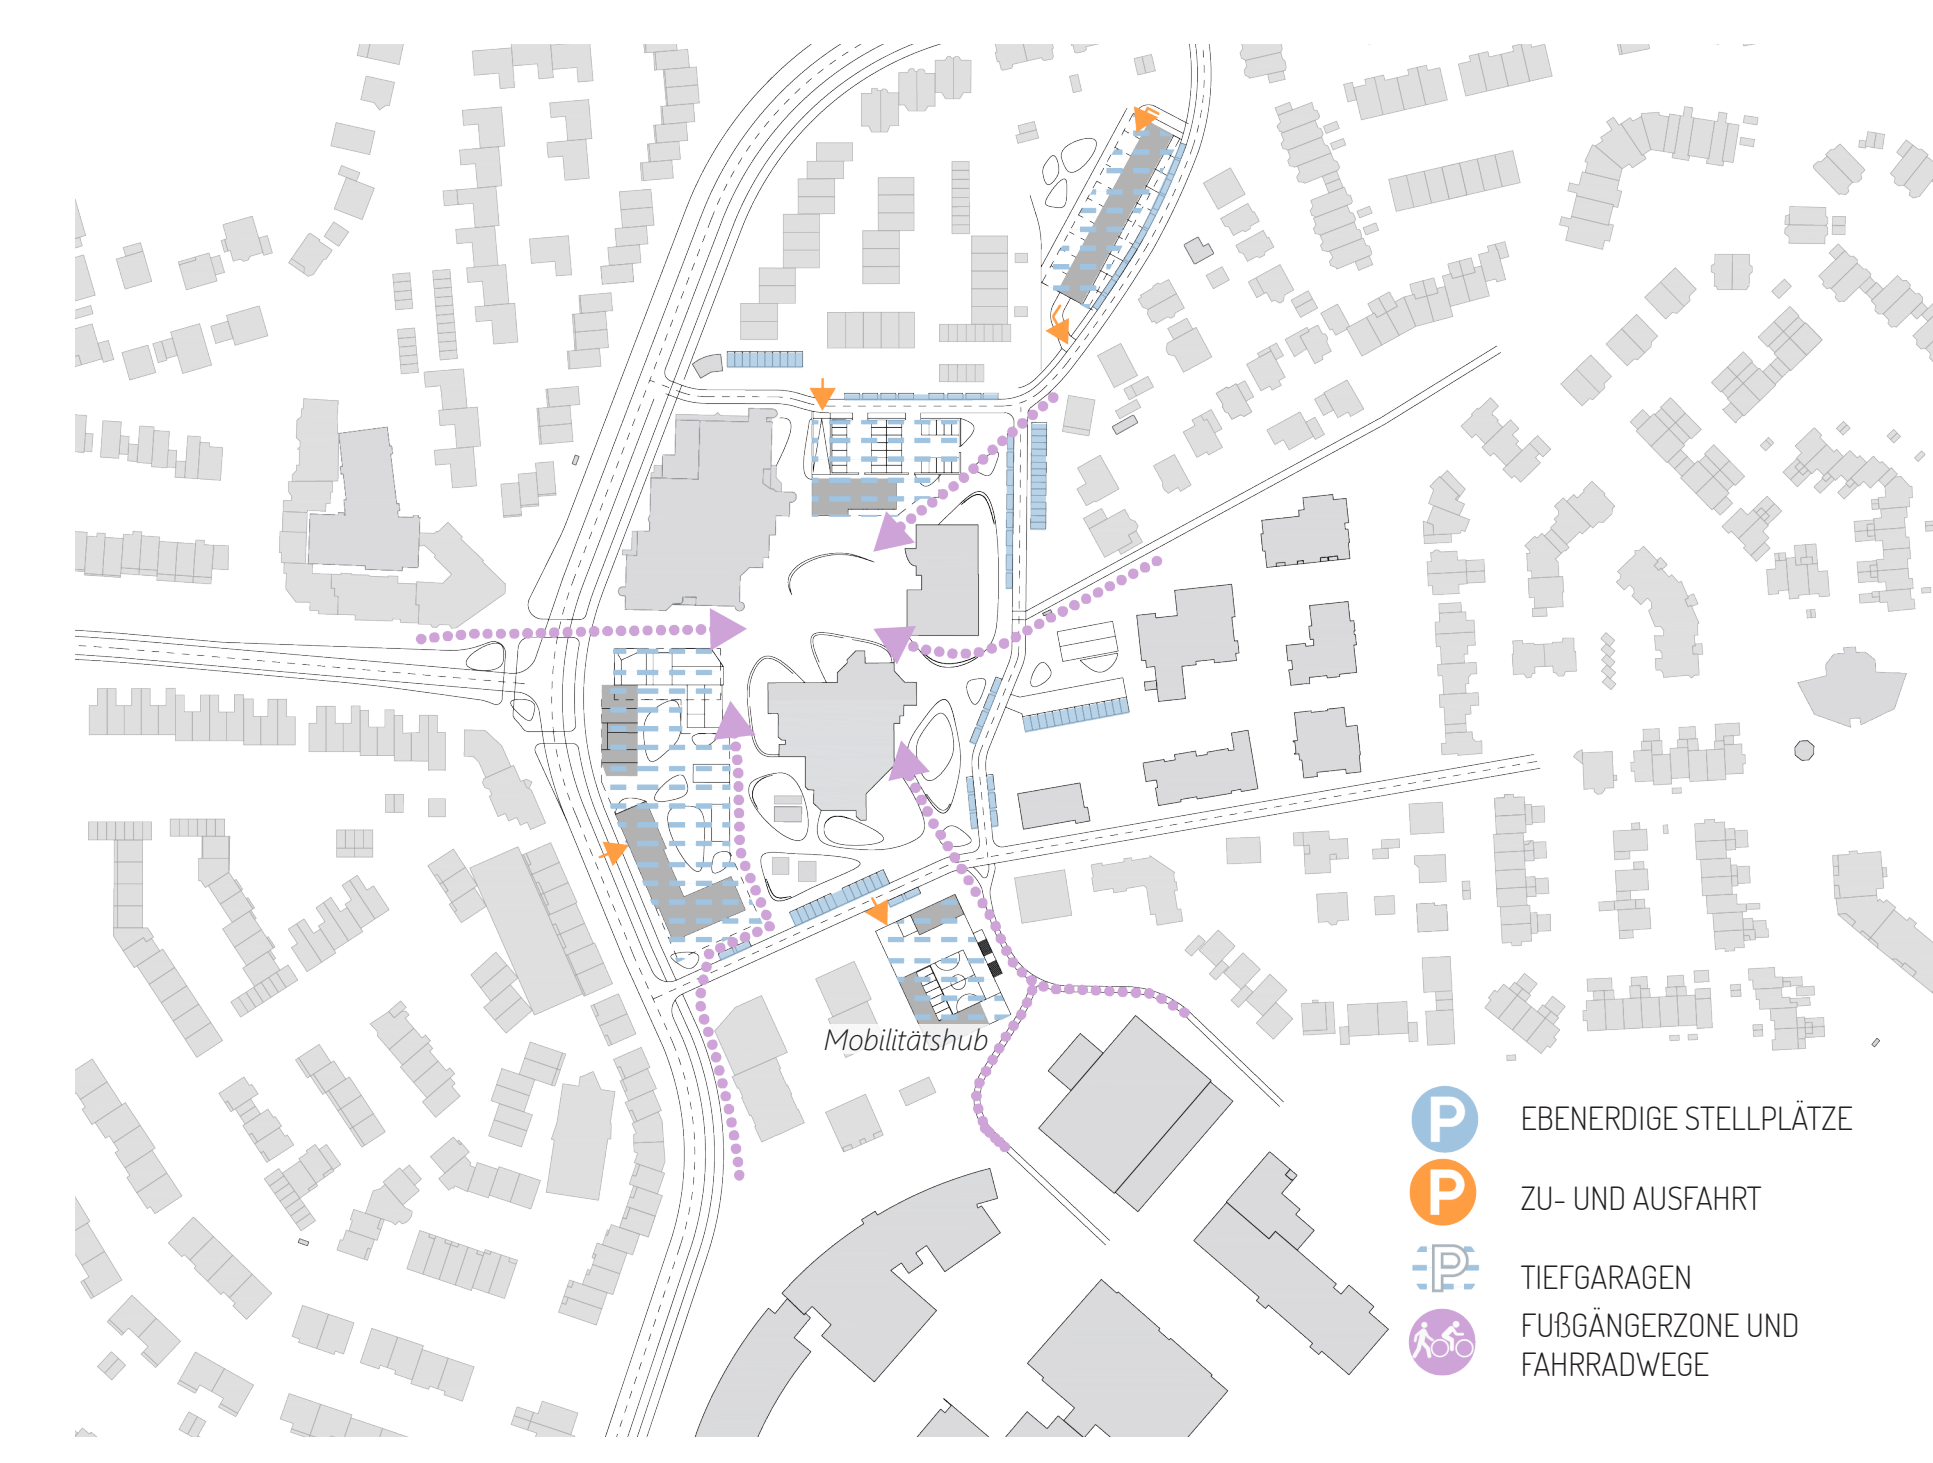 Mobilitätshub
P
EBENERDIGE STELLPLÄTZE
P
ZU- UND AUSFAHRT
P
TIEFGARAGEN
FUßGÄNGERZONE UND
FAHRRADWEGE